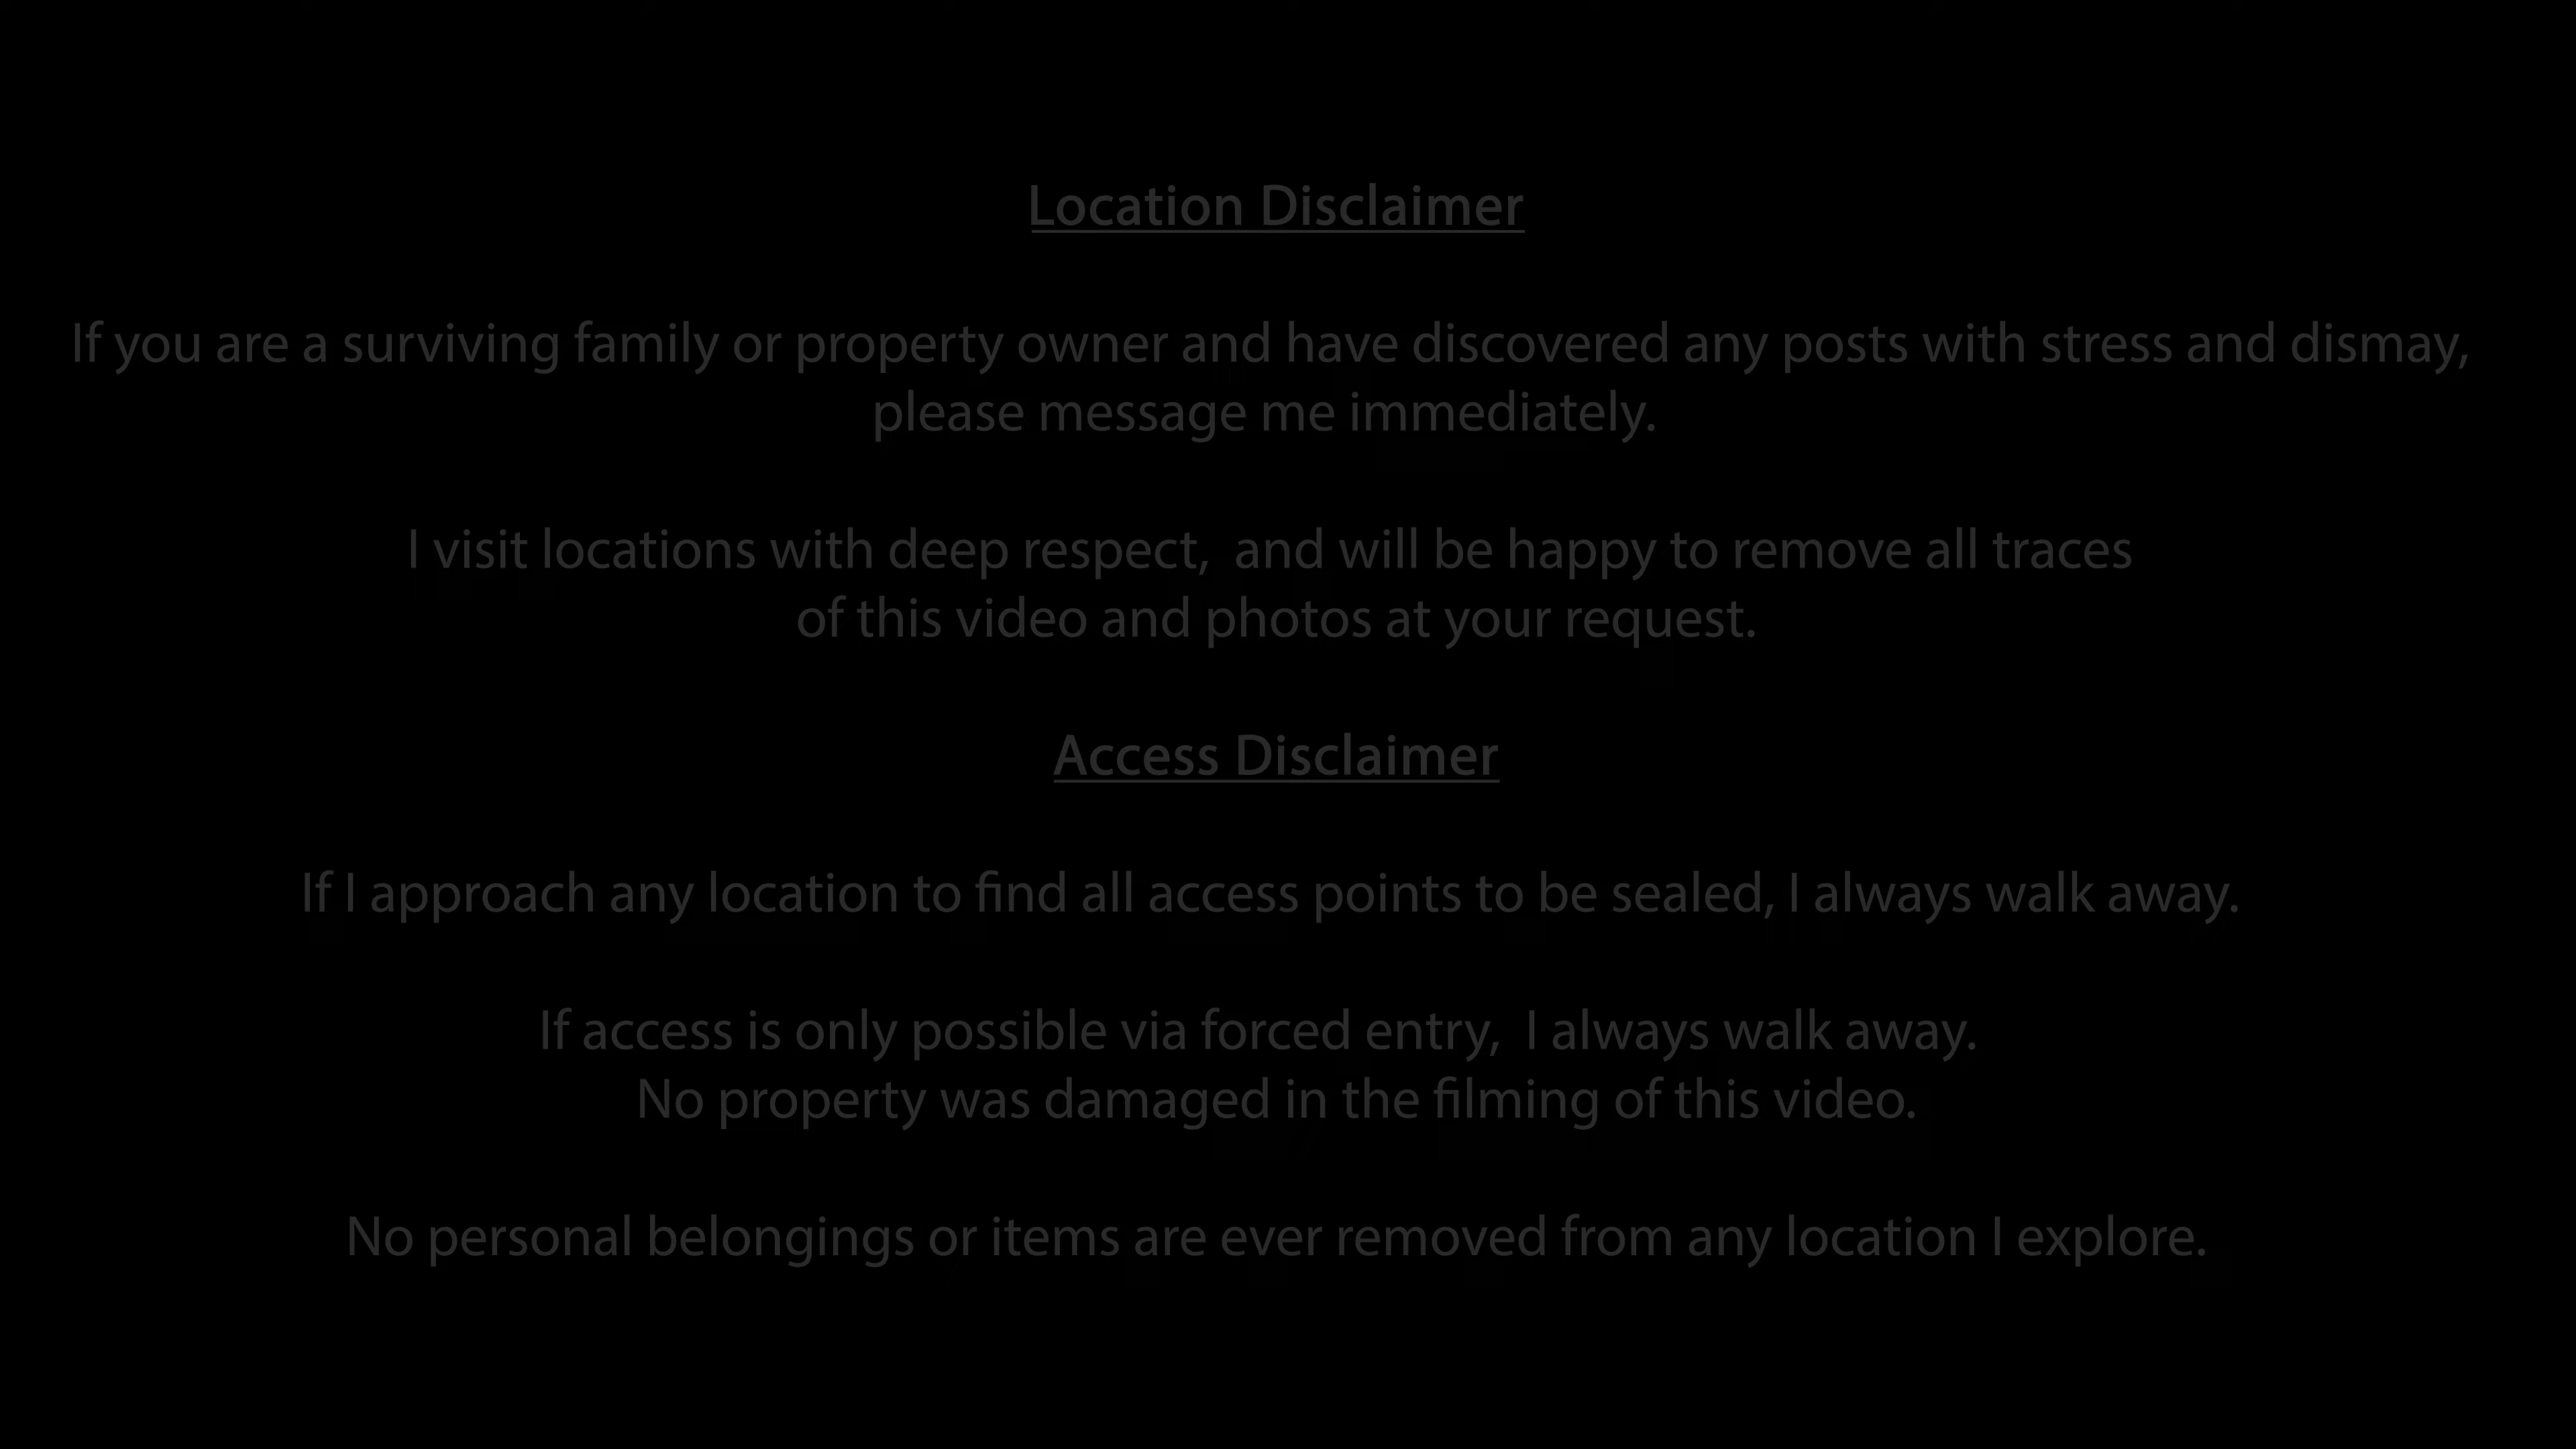 Location Disclaimer
If you are a surviving family or property owner and have discovered any posts with stress and dismay,
please message me immediately.
I visit locations with deep respect,  and will be happy to remove all traces
of this video and photos at your request.
Access Disclaimer
If I approach any location to find all access points to be sealed, I always walk away.
If access is only possible via forced entry,  I always walk away.
No property was damaged in the filming of this video.
No personal belongings or items are ever removed from any location I explore.